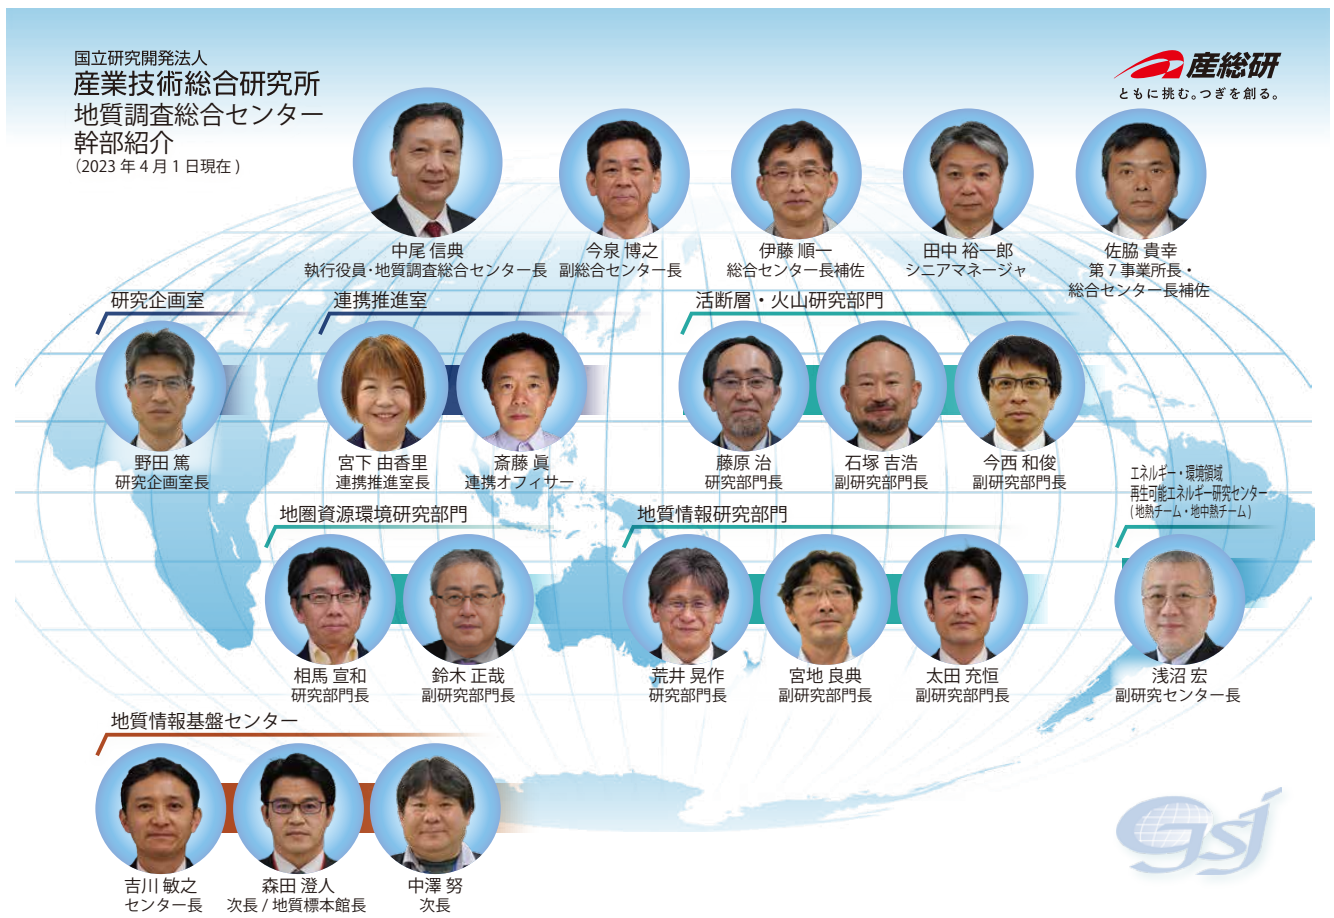 国立研究開発法人
産業技術総合研究所
地質調査総合センター
幹部紹介
（2023 年 4 月 1 日現在 )
産総研
ともに挑む。つぎを創る。
中尾 信典
執行役員・地質調査総合センター長
今泉 博之
副総合センター長
伊藤 順一
総合センター長補佐
田中 裕一郎
シニアマネージャ
佐脇 貴幸
第 7 事業所長・
総合センター長補佐
研究企画室
野田 篤
研究企画室長
連携推進室
宮下 由香里
連携推進室長
斎藤 眞
連携オフィサー
活断層・火山研究部門
藤原 治
研究部門長
石塚 吉浩
副研究部門長
今西 和俊
副研究部門長
地圏資源環境研究部門
相馬 宣和
研究部門長
鈴木 正哉
副研究部門長
地質情報研究部門
荒井 晃作
研究部門長
宮地 良典
副研究部門長
太田 充恒
副研究部門長
エネルギー・環境領域
再生可能エネルギー研究センター
( 地熱チーム・地中熱チーム )
浅沼 宏
副研究センター長
地質情報基盤センター
吉川 敏之
センター長
森田 澄人
次長 / 地質標本館長
中澤 努
次長
GSJ